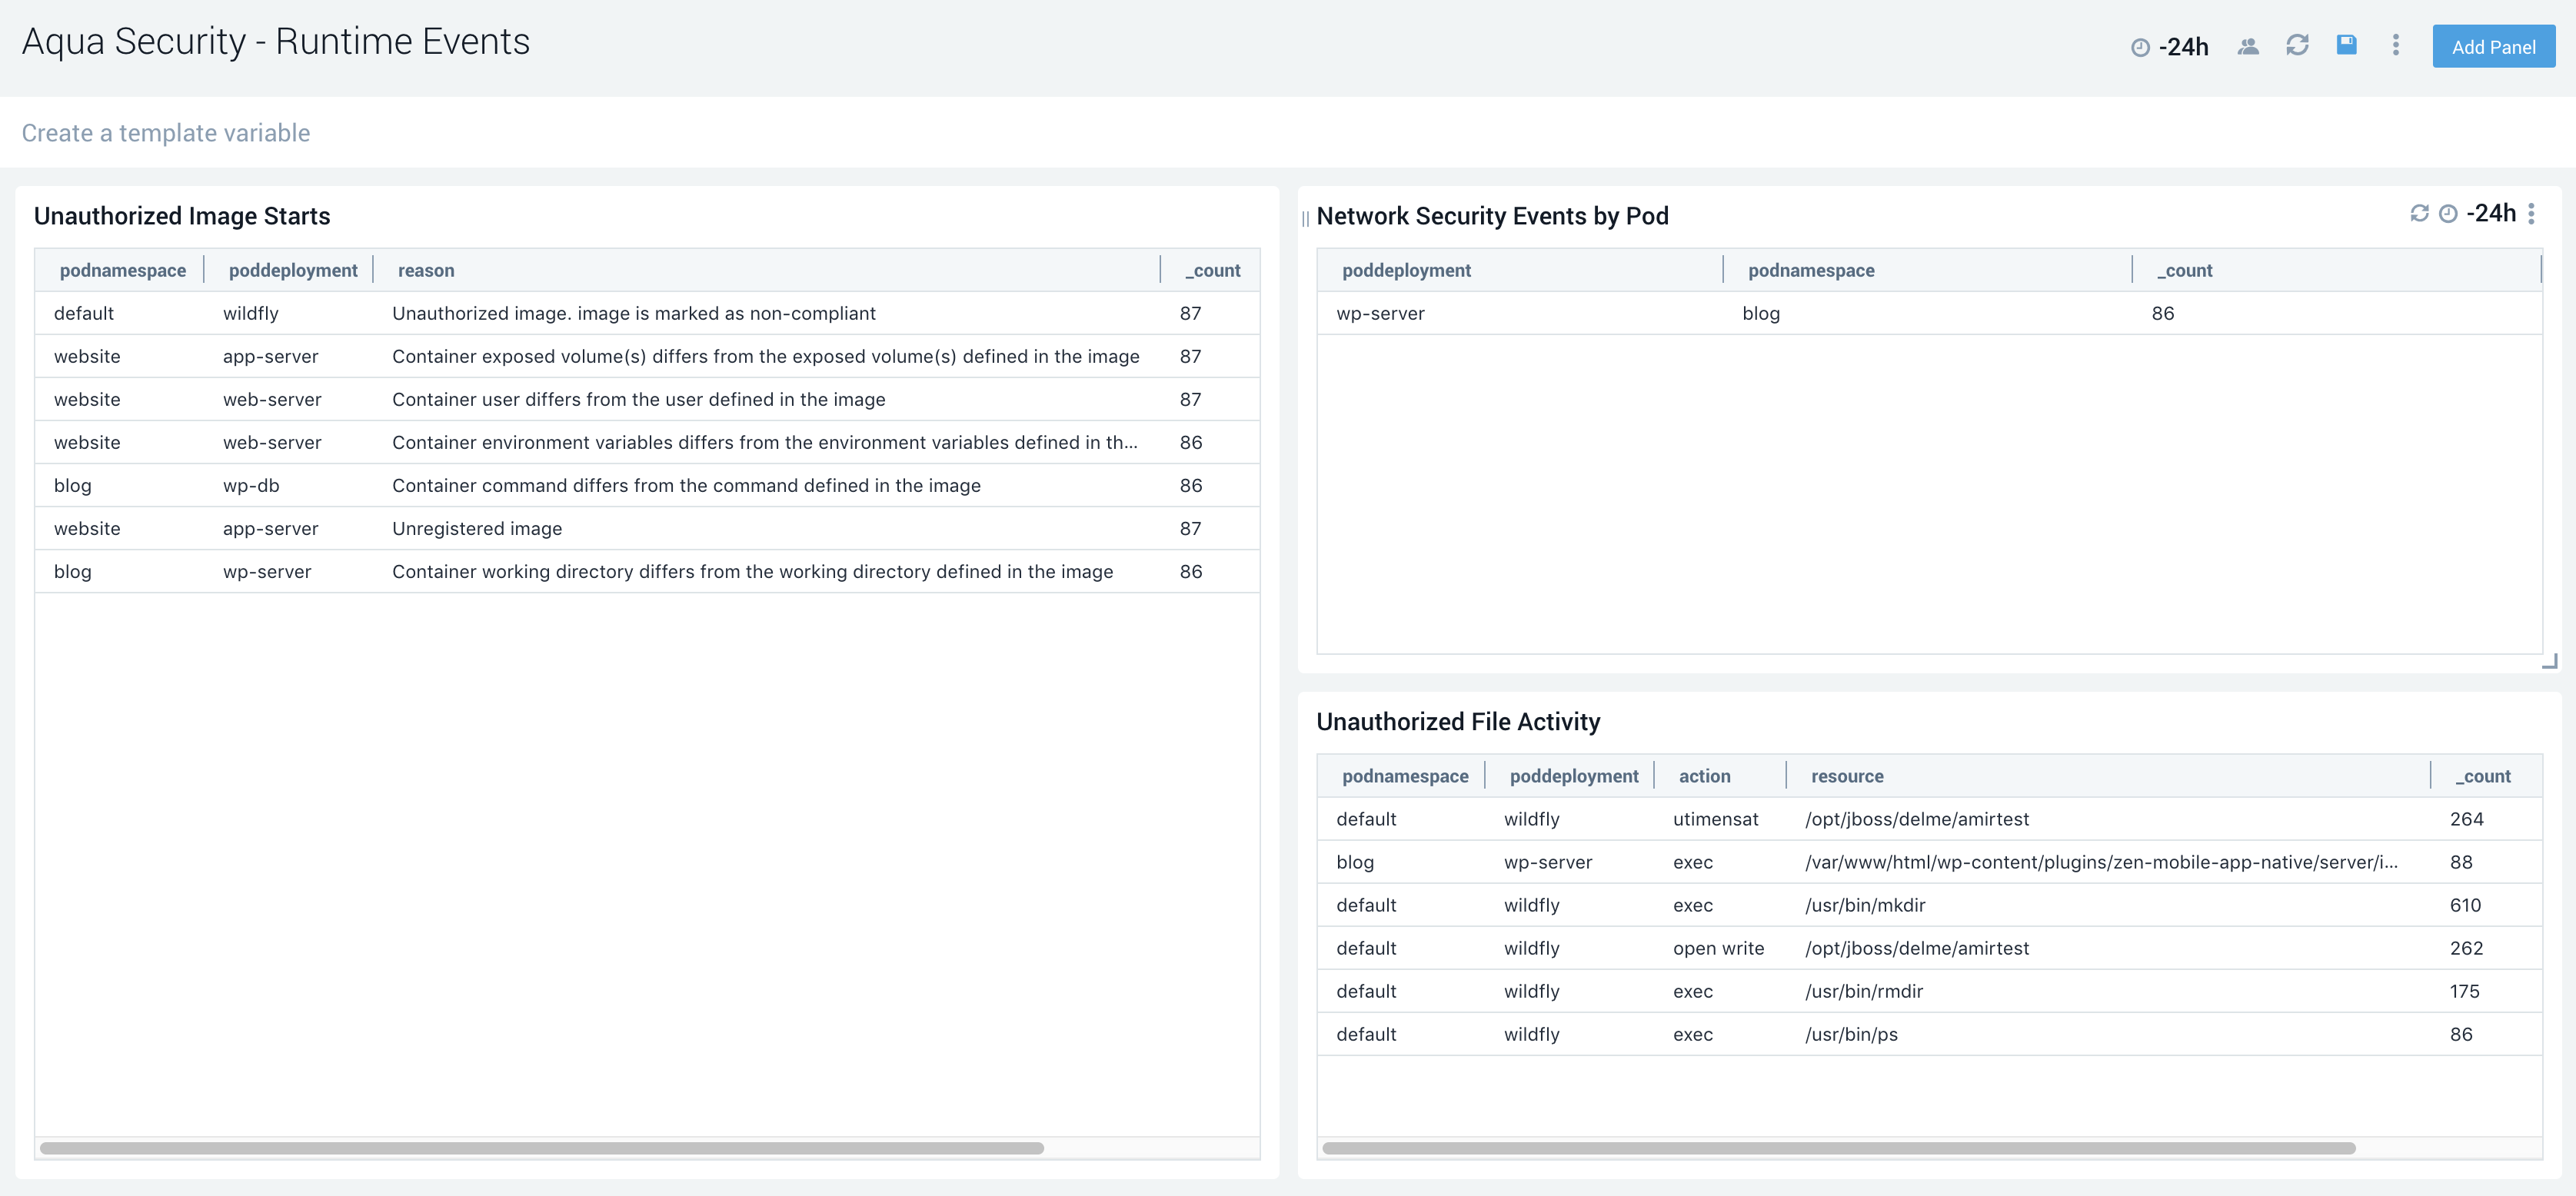 Aqua Security - Runtime Events
-24h
Add Panel
Create a template variable
Unauthorized Image Starts
podnamespace poddeployment reason _count
default wildfly Unauthorized image. image is marked as non-compliant 87
website app-server Container exposed volume(s) differs from the exposed volume(s) defined in the image 87
website web-server Container user differs from the user defined in the image 87
website web-server Container environment variables differs from the environment variables defined in th... 86
blog wp-db Container command differs from the command defined in the image 86
website app-server Unregistered image 87
blog wp-server Container working directory differs from the working directory defined in the image 86
Network Security Events by Pod
-24h
poddeployment podnamespace _count
wp-server blog 86
Unauthorized File Activity
podnamespace poddeployment action resource _count
default wildfly utimensat /opt/jboss/delme/amirtest 264
blog wp-server exec /var/www/html/wp-content/plugins/zen-mobile-app-native/server/i... 88
default wildfly exec /usr/bin/mkdir 610
default wildfly open write /opt/jboss/delme/amirtest 262
default wildfly exec /usr/bin/rmdir 175
default wildfly exec /usr/bin/ps 86